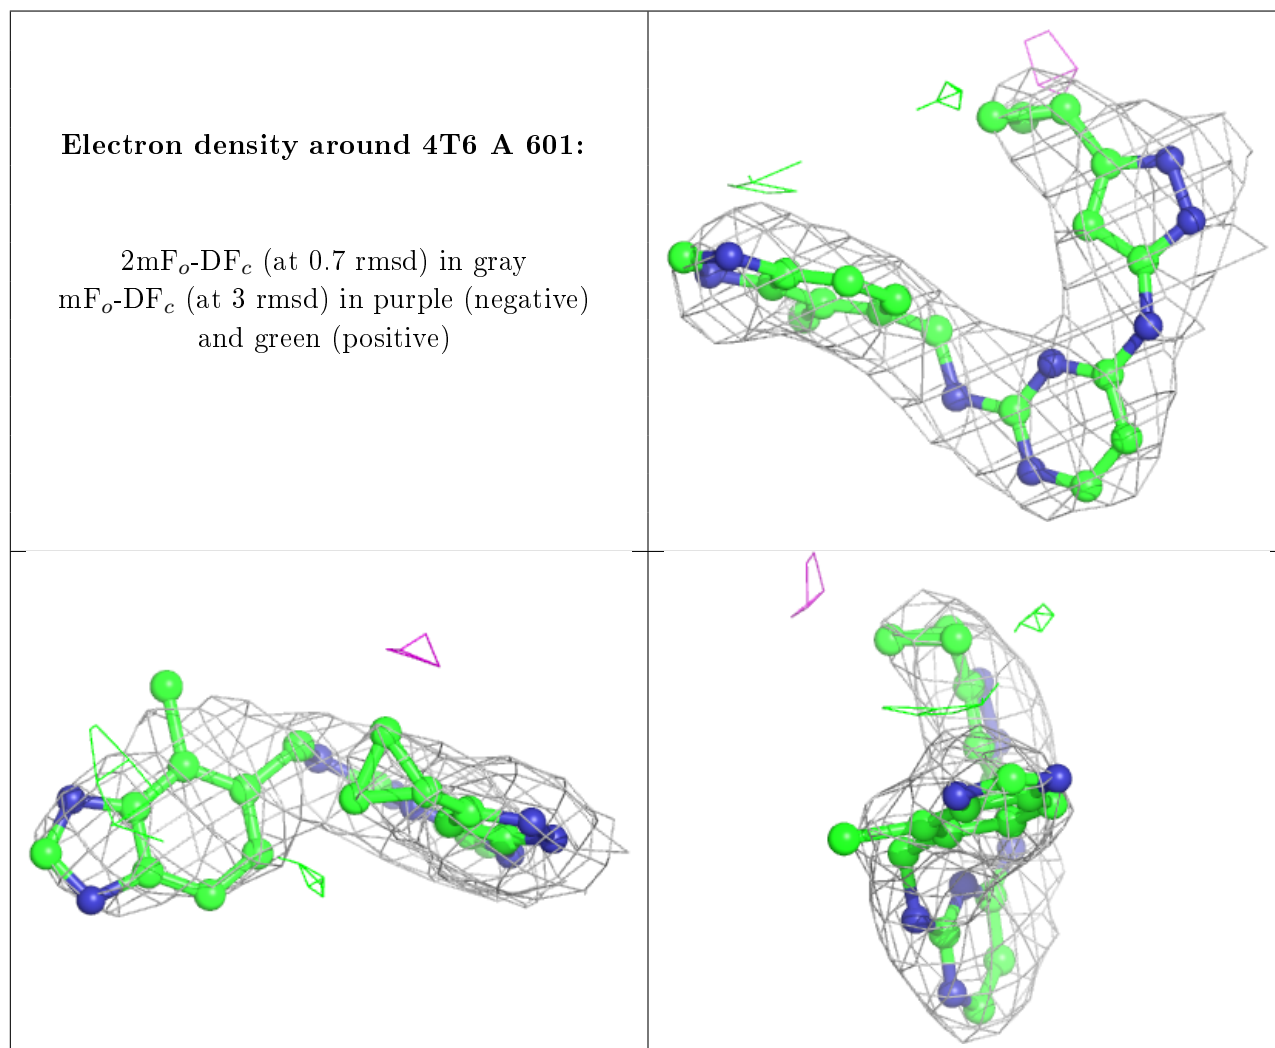 Electron density around 4T6 A 601:
2mFo-DFc (at 0.7 rmsd) in gray
mFo-DFc (at 3 rmsd) in purple (negative)
and green (positive)